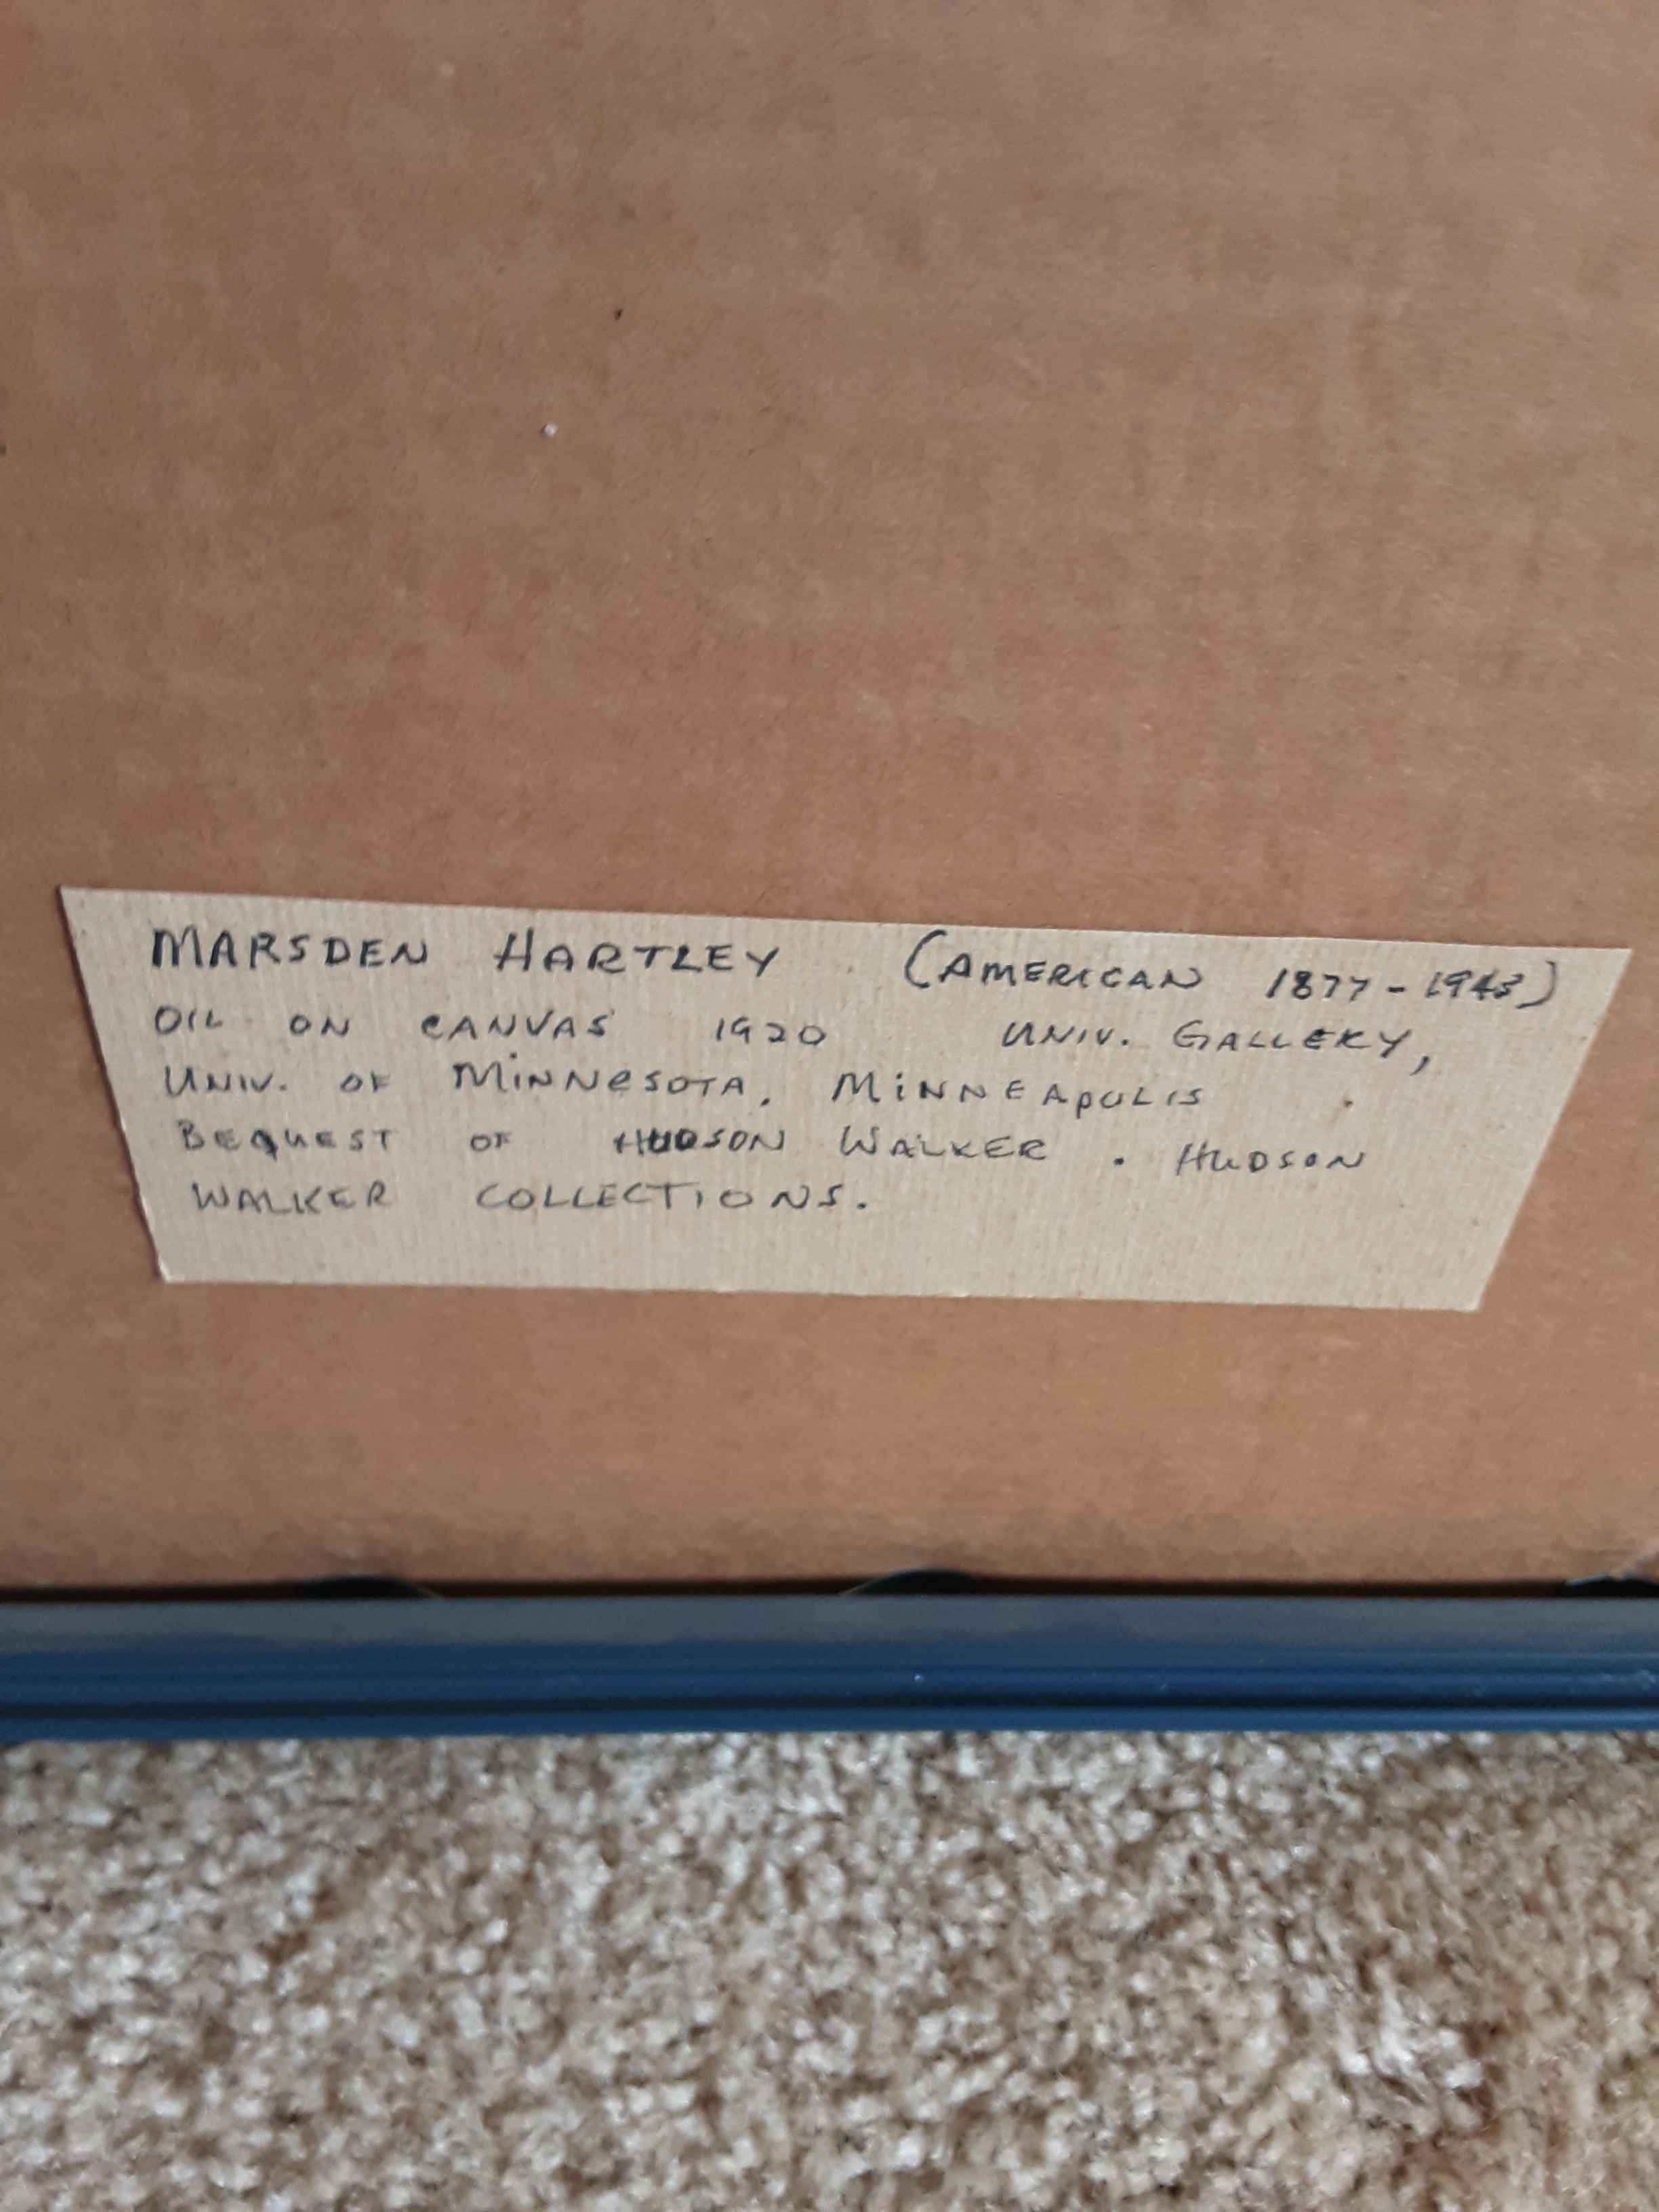 MARSDEN HARTLEY (AMERICAN 1877-1943)
OIL ON CANVAS 1920 UNIV. GALLERY,
UNIV. OF MINNESOTA, MINNEAPOLIS.
BEQUEST OF HUDSON WALKER. HUDSON
WALKER COLLECTIONS.